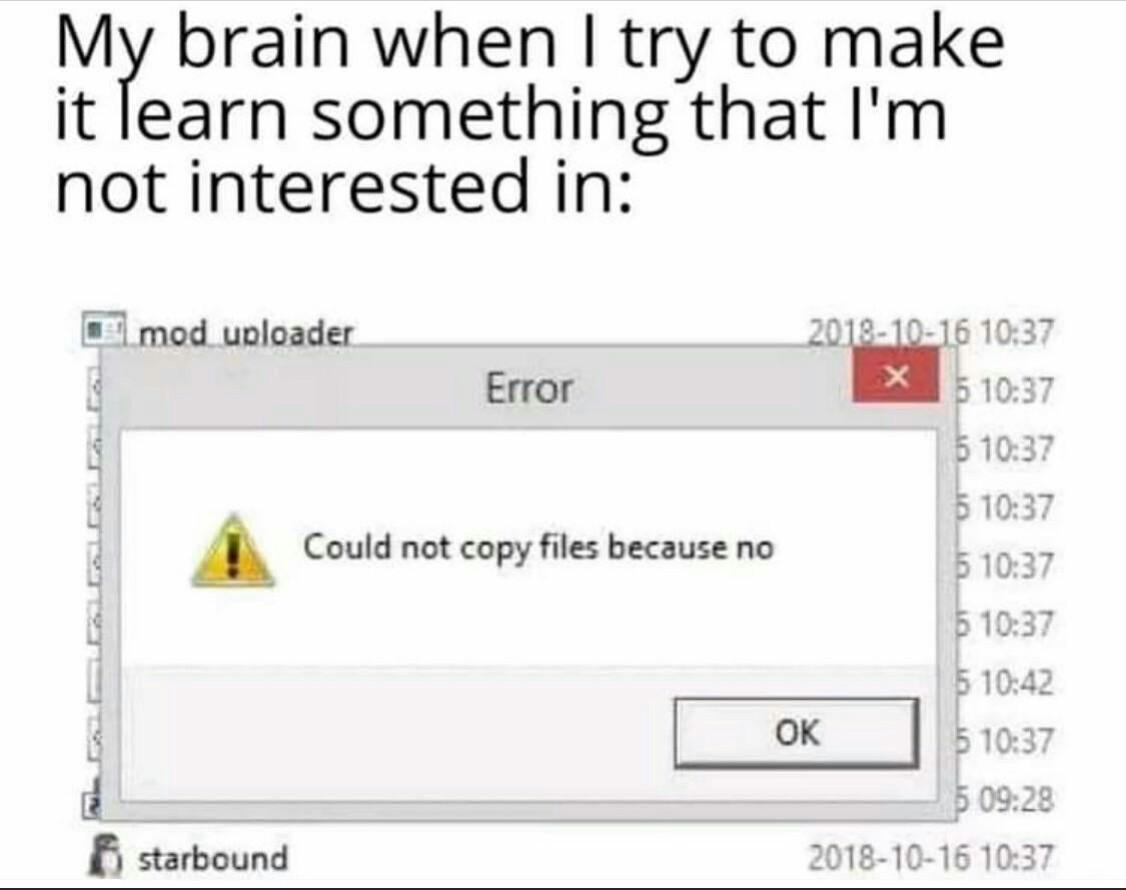 My brain when I try to make
it learn something that I'm
not interested in:
mod_uploader 2018-10-16 10:37
Error
5 10:37
5 10:37
5 10:37
Could not copy files because no
5 10:37
5 10:37
5 10:42
OK
5 10:37
5 09:28
starbound 2018-10-16 10:37